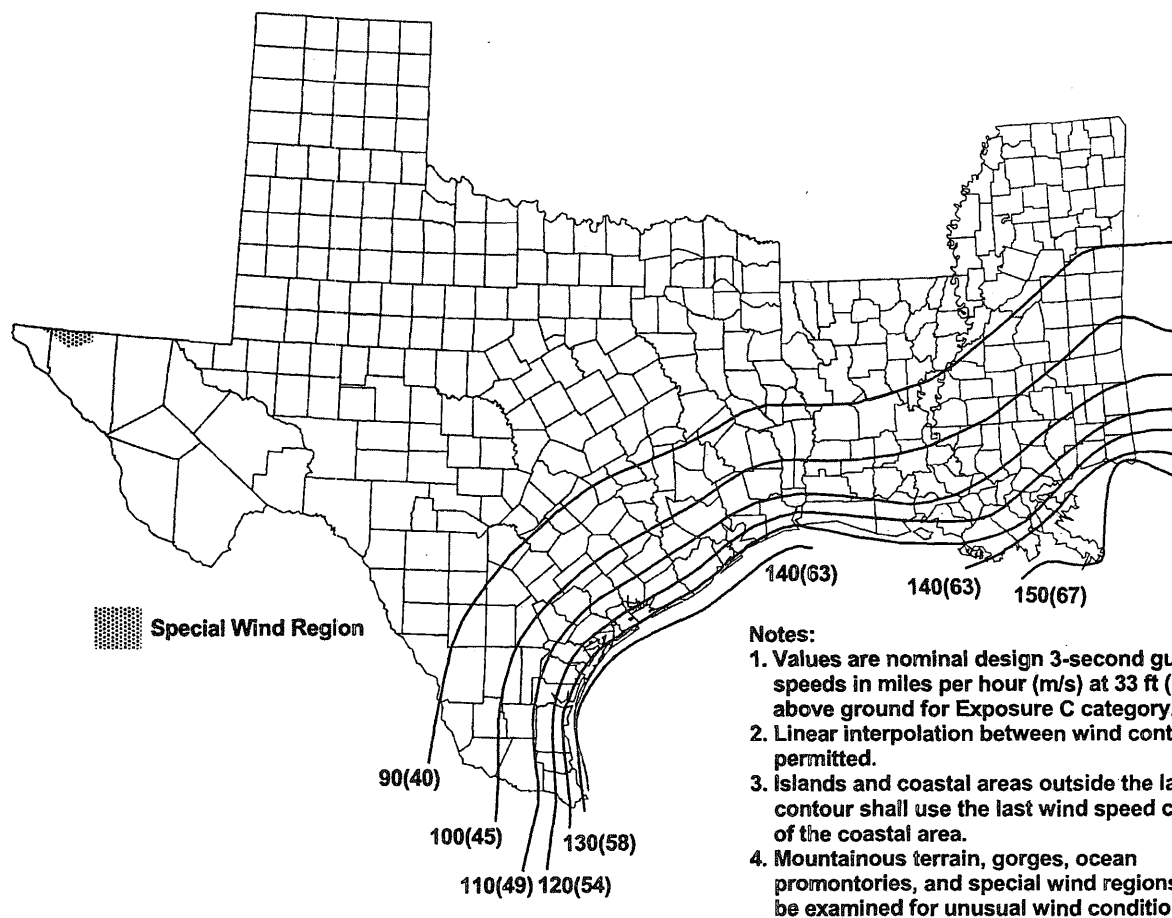 140(63)
140(63)
150(67)
Special Wind Region
90(40)
100(45)
130(58)
110(49)
120(54)
Notes:
1. Values are nominal design 3-second
speeds in miles per hour (m/s) at 33 ft (
above ground for Exposure C category
2. Linear interpolation between wind
permitted.
3. Islands and coastal areas outside the
contour shall use the last wind speed
of the coastal area.
4. Mountainous terrain, gorges, ocean
promontories, and special wind regions
be examined for unusual wind